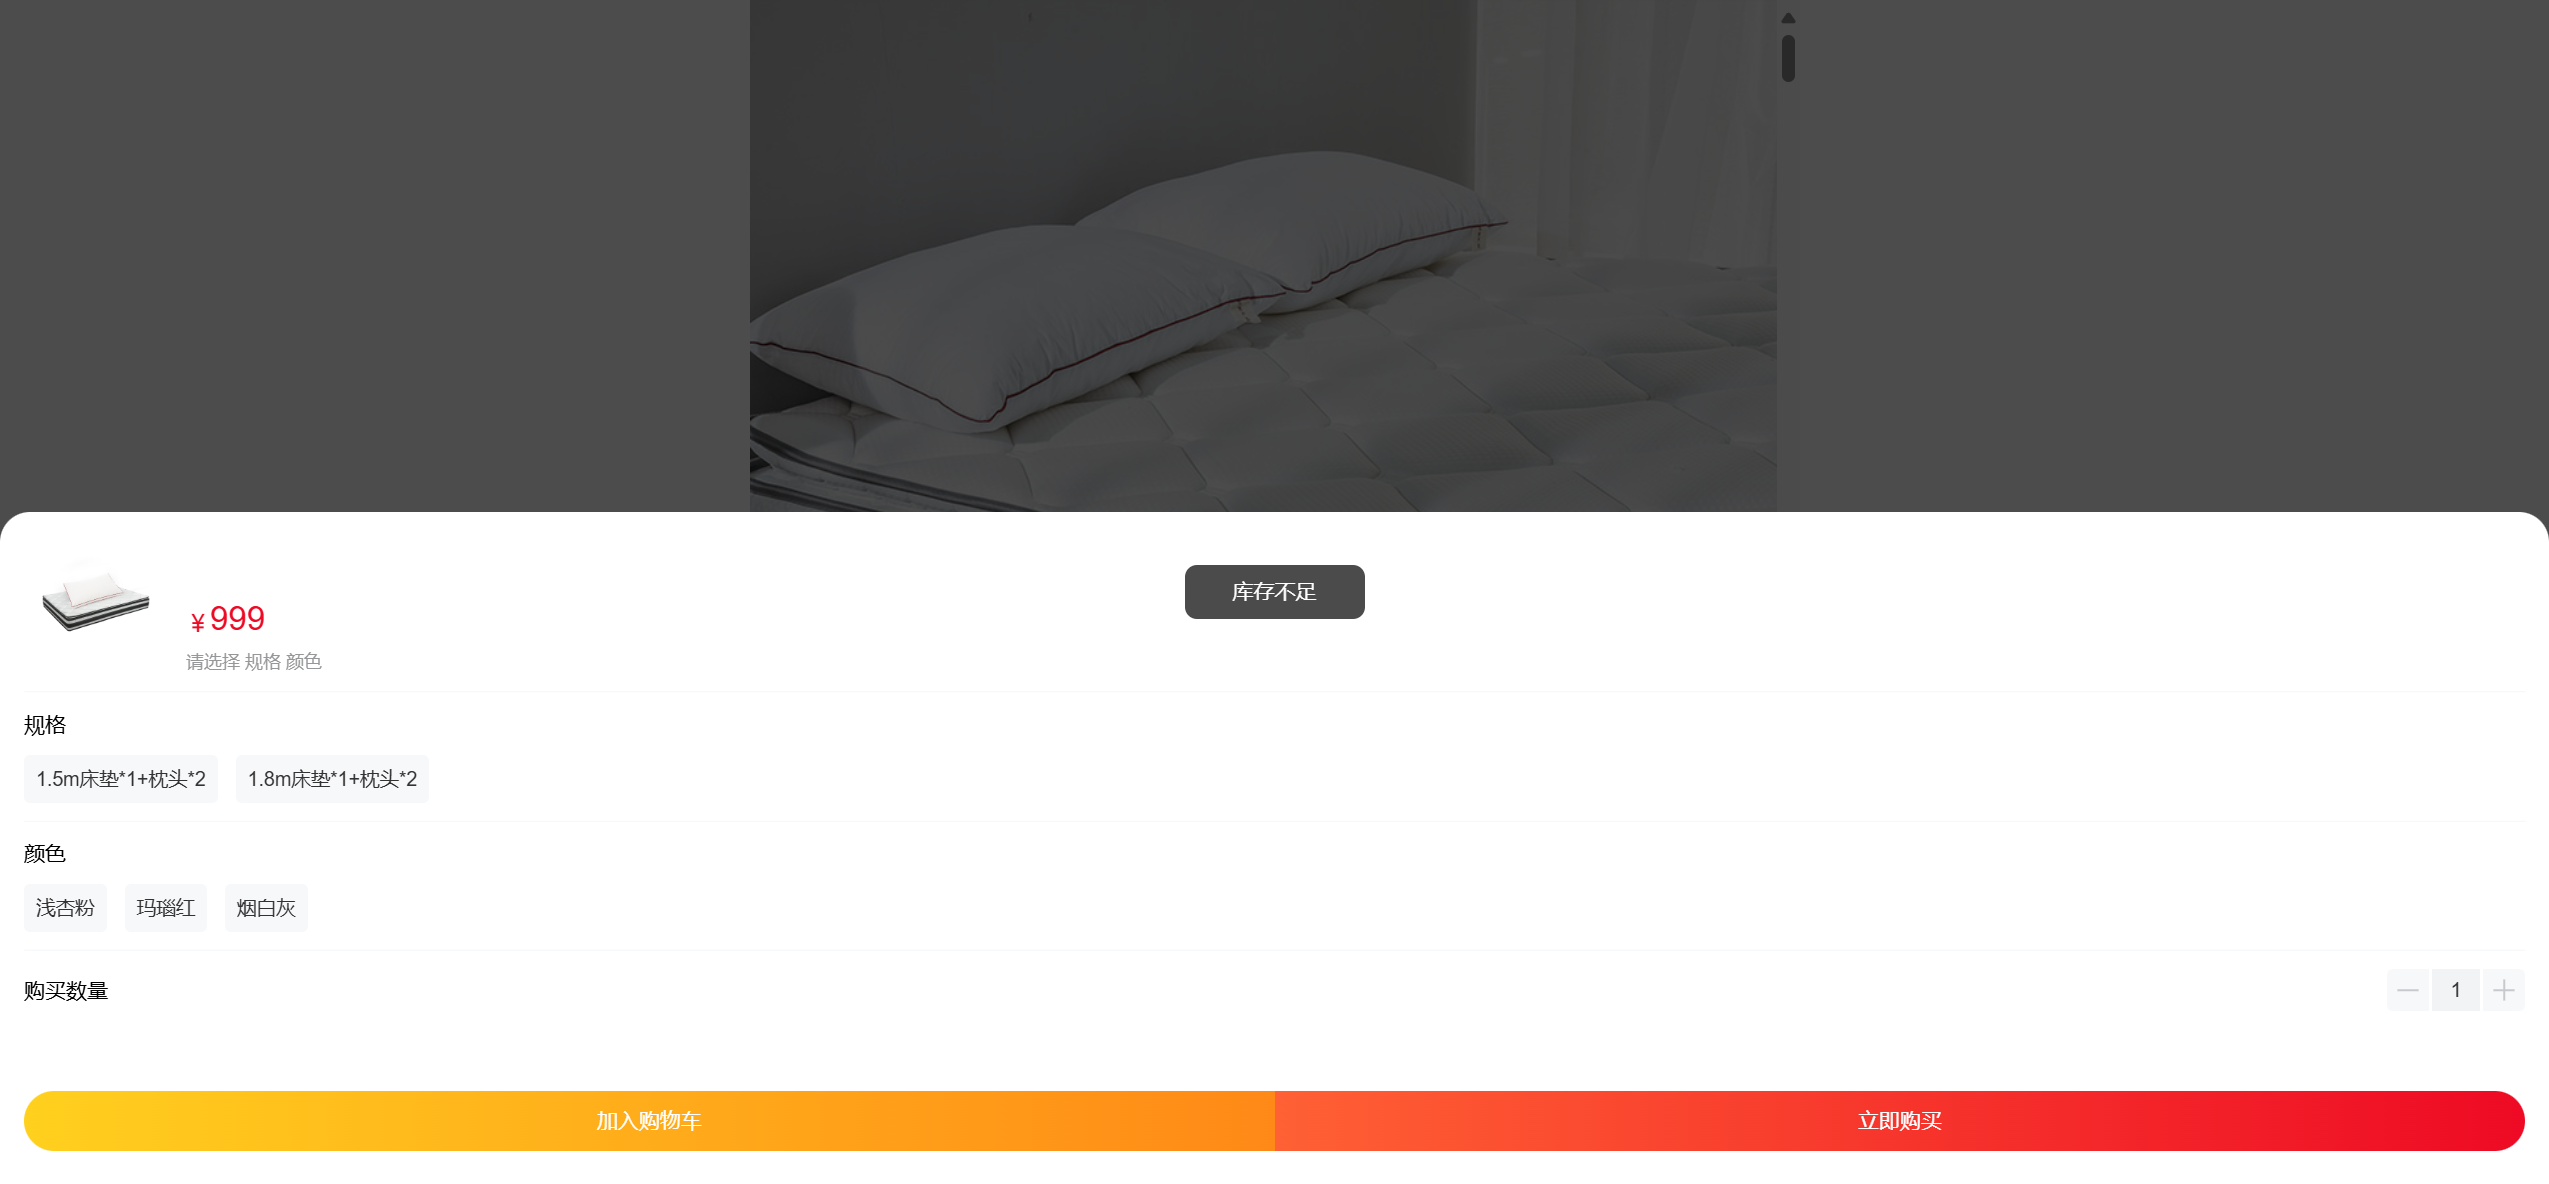 库存不足
¥ 999
请选择 规格 颜色
规格
1.5m床垫*1+枕头*2 1.8m床垫*1+枕头*2
颜色
浅杏粉 玛瑙红 烟白灰
购买数量 1
加入购物车 立即购买